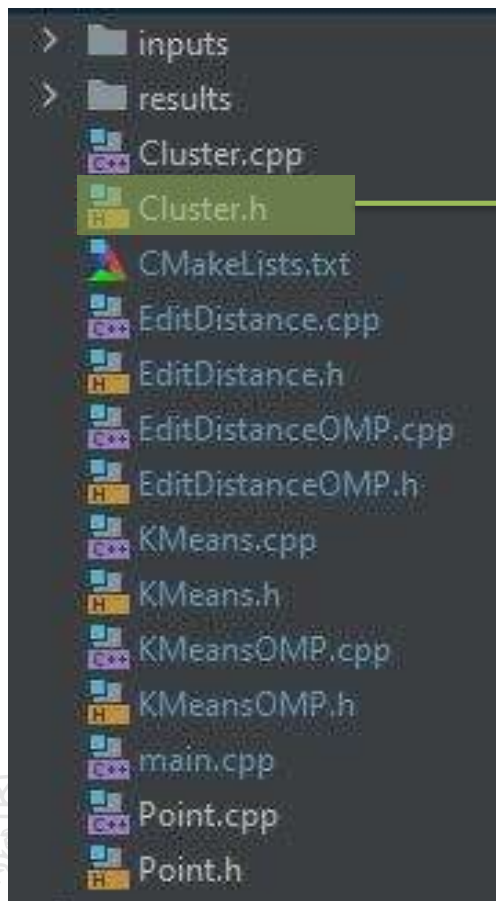 inputs
results
C++ Cluster.cpp
H Cluster.h
CMakeLists.txt
C++ EditDistance.cpp
H EditDistance.h
C++ EditDistanceOMP.cpp
H EditDistanceOMP.h
C++ KMeans.cpp
H KMeans.h
C++ KMeansOMP.cpp
H KMeansOMP.h
C++ main.cpp
C++ Point.cpp
H Point.h